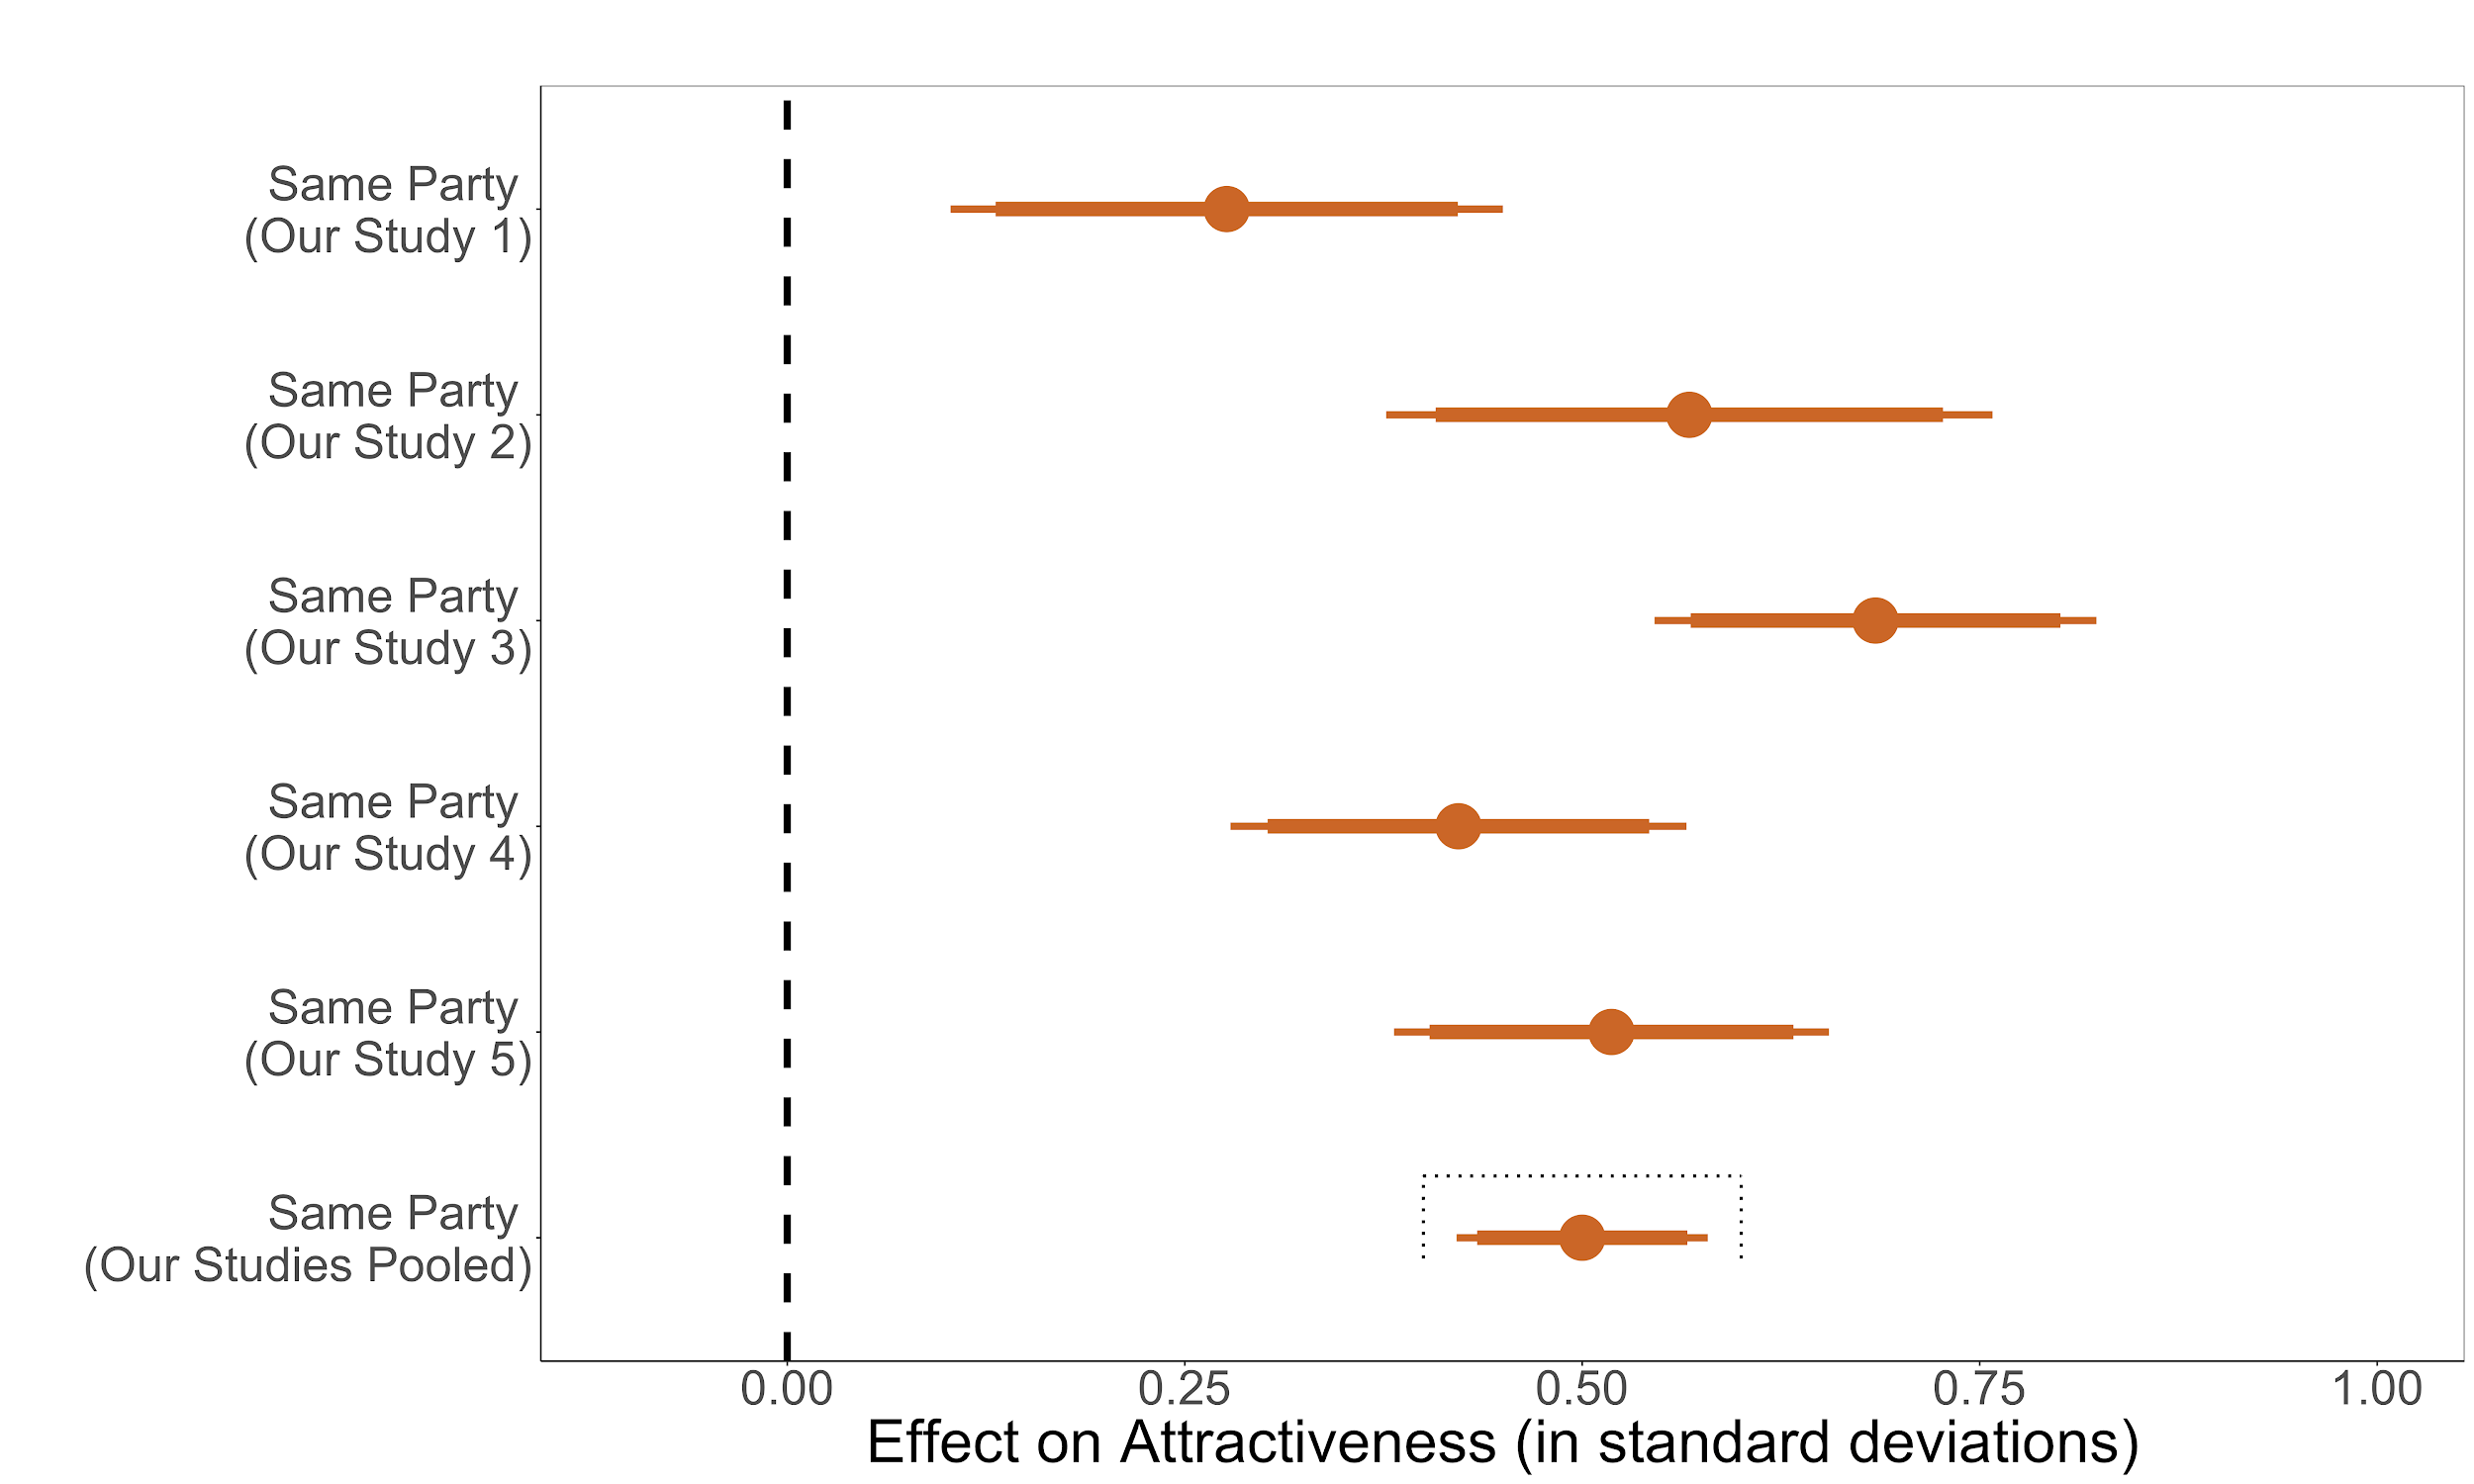 Same Party
(Our Study 1)
Same Party
(Our Study 2)
Same Party
(Our Study 3)
Same Party
(Our Study 4)
Same Party
(Our Study 5)
Same Party
(Our Studies Pooled)
0.00 0.25 0.50 0.75 1.00
Effect on Attractiveness (in standard deviations)